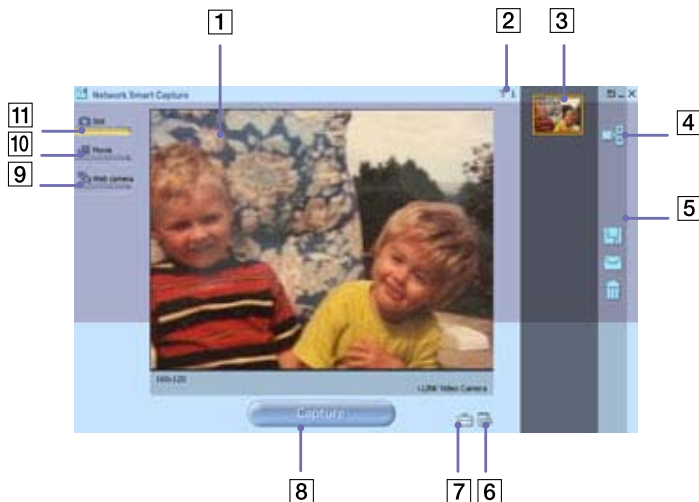 1
2
3
Network Smart Capture
? i
11
Still
4
10
Movie
9
Web camera
5
160x120
i.LINK Video Camera
Capture
8
7
6